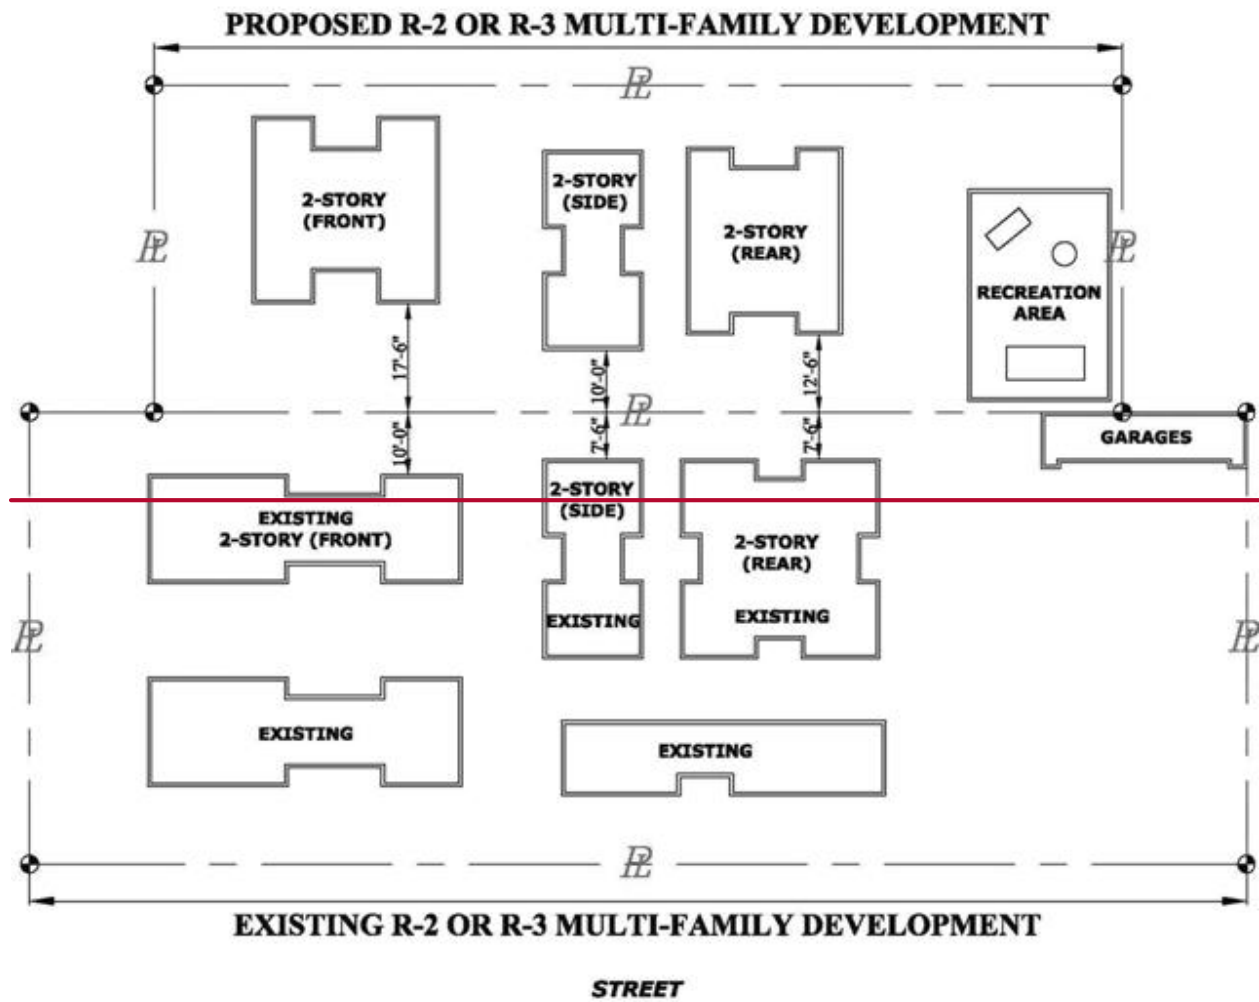 PROPOSED R-2 OR R-3 MULTI-FAMILY DEVELOPMENT
PL
2-STORY
(FRONT)
2-STORY
(SIDE)
2-STORY
(REAR)
PL
PL
RECREATION
AREA
17'-6"
10'-0"
12'-6"
PL
10'-0"
7'-6"
7'-6"
GARAGES
EXISTING
2-STORY (FRONT)
2-STORY
(SIDE)
EXISTING
2-STORY
(REAR)
EXISTING
PL
PL
EXISTING
EXISTING
PL
EXISTING R-2 OR R-3 MULTI-FAMILY DEVELOPMENT
STREET